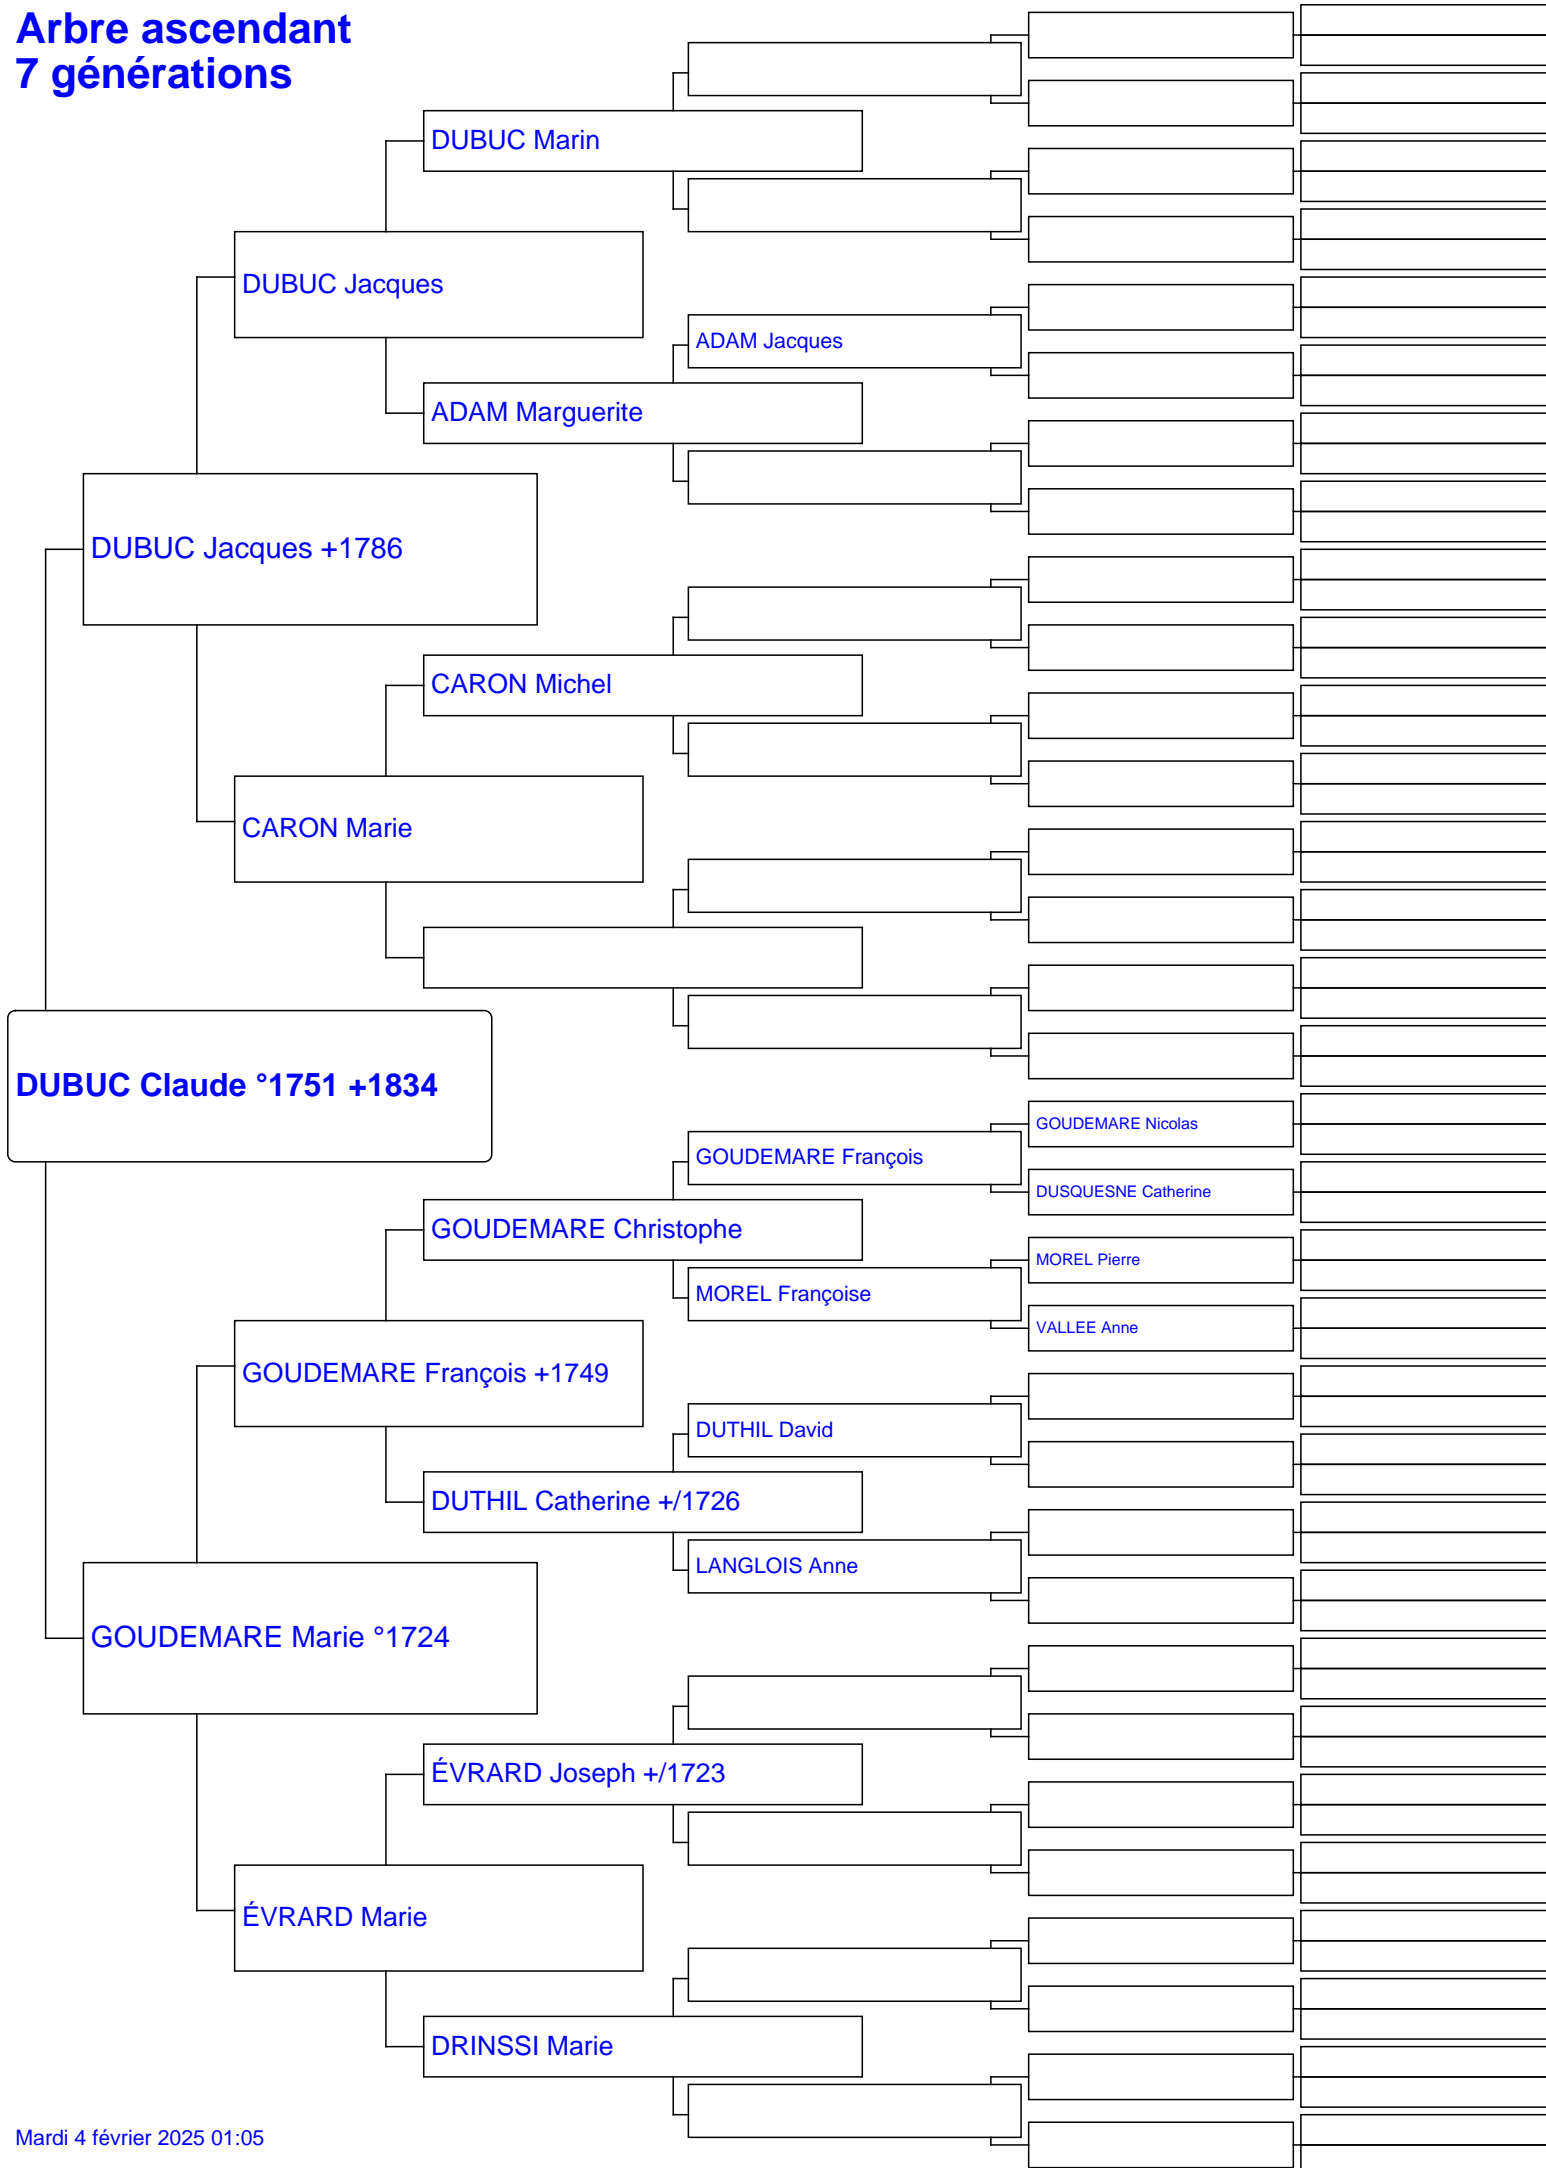 Arbre ascendant
7 générations
DUBUC Marin
DUBUC Jacques
ADAM Jacques
ADAM Marguerite
DUBUC Jacques +1786
CARON Michel
CARON Marie
DUBUC Claude °1751 +1834
GOUDEMARE Nicolas
GOUDEMARE François
DUSQUESNE Catherine
GOUDEMARE Christophe
MOREL Pierre
MOREL Françoise
VALLEE Anne
GOUDEMARE François +1749
DUTHIL David
DUTHIL Catherine +/1726
LANGLOIS Anne
GOUDEMARE Marie °1724
ÉVRARD Joseph +/1723
ÉVRARD Marie
DRINSSI Marie
Mardi 4 février 2025 01:05